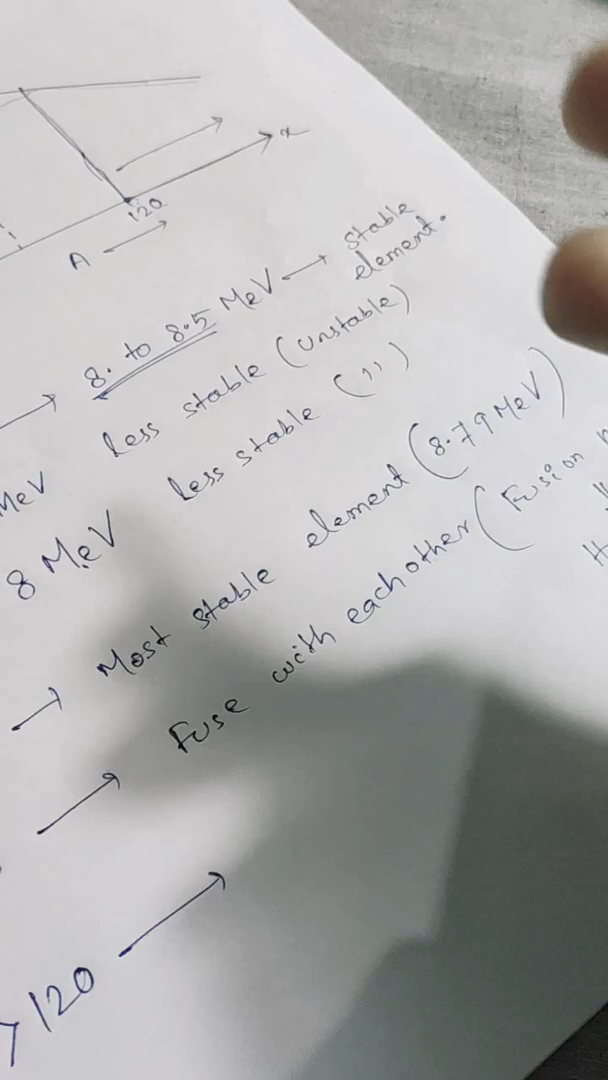 x
120
A →
→ 8. to 8.5 MeV → stable element.
MeV less stable (unstable)
8 MeV less stable (")
→ Most stable element (8.79 MeV)
→ Fuse with each other (Fusion
H
> 120 →